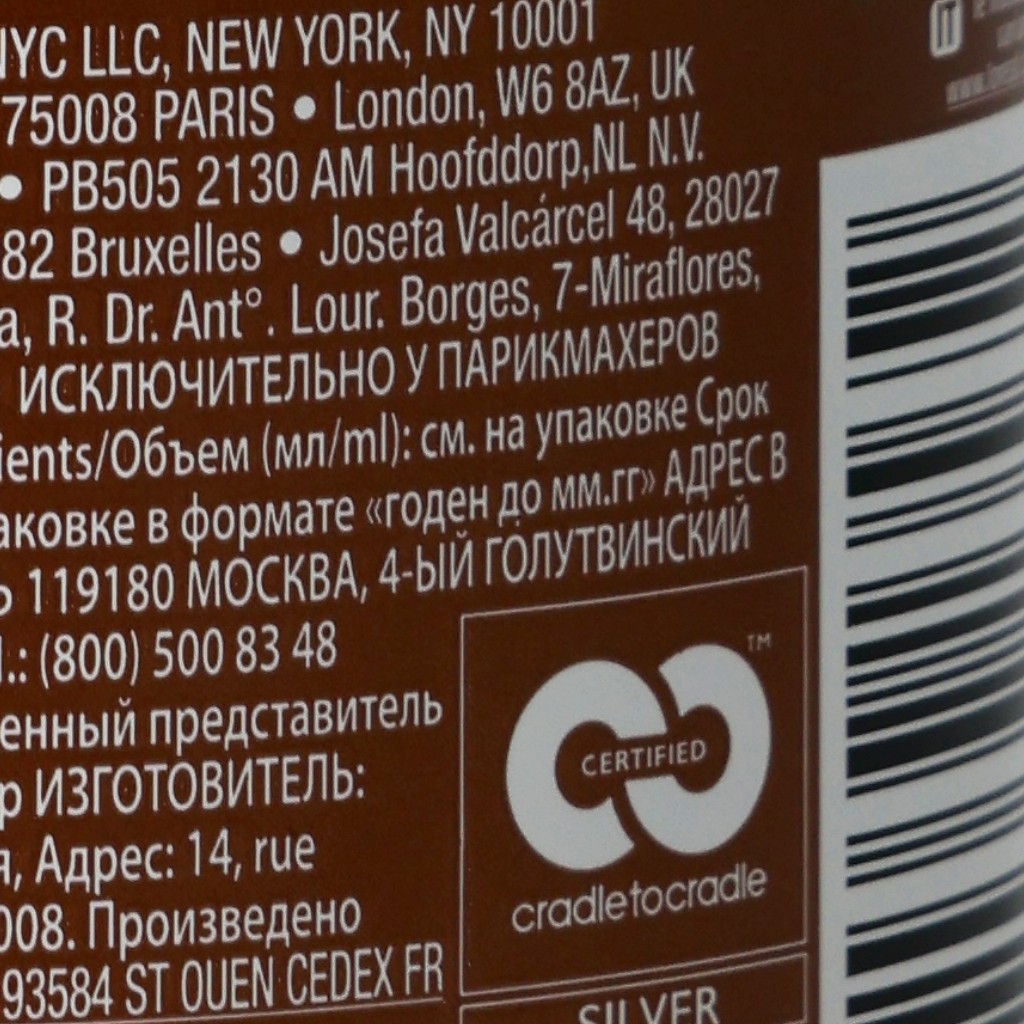 NYC LLC, NEW YORK, NY 10001
75008 PARIS • London, W6 8AZ, UK
• PB505 2130 AM Hoofddorp,NL N.V.
82 Bruxelles • Josefa Valcárcel 48, 28027
a, R. Dr. Ant°. Lour. Borges, 7-Miraflores,
ИСКЛЮЧИТЕЛЬНО У ПАРИКМАХЕРОВ
ients/Объем (мл/ml): см. на упаковке Срок
аковке в формате «годен до мм.гг» АДРЕС В
Ь 119180 МОСКВА, 4-ЫЙ ГОЛУТВИНСКИЙ
l.: (800) 500 83 48
енный представитель
р ИЗГОТОВИТЕЛЬ:
я, Адрес: 14, rue
008. Произведено
93584 ST OUEN CEDEX FR
TM
CERTIFIED
cradletocradle
SILVER